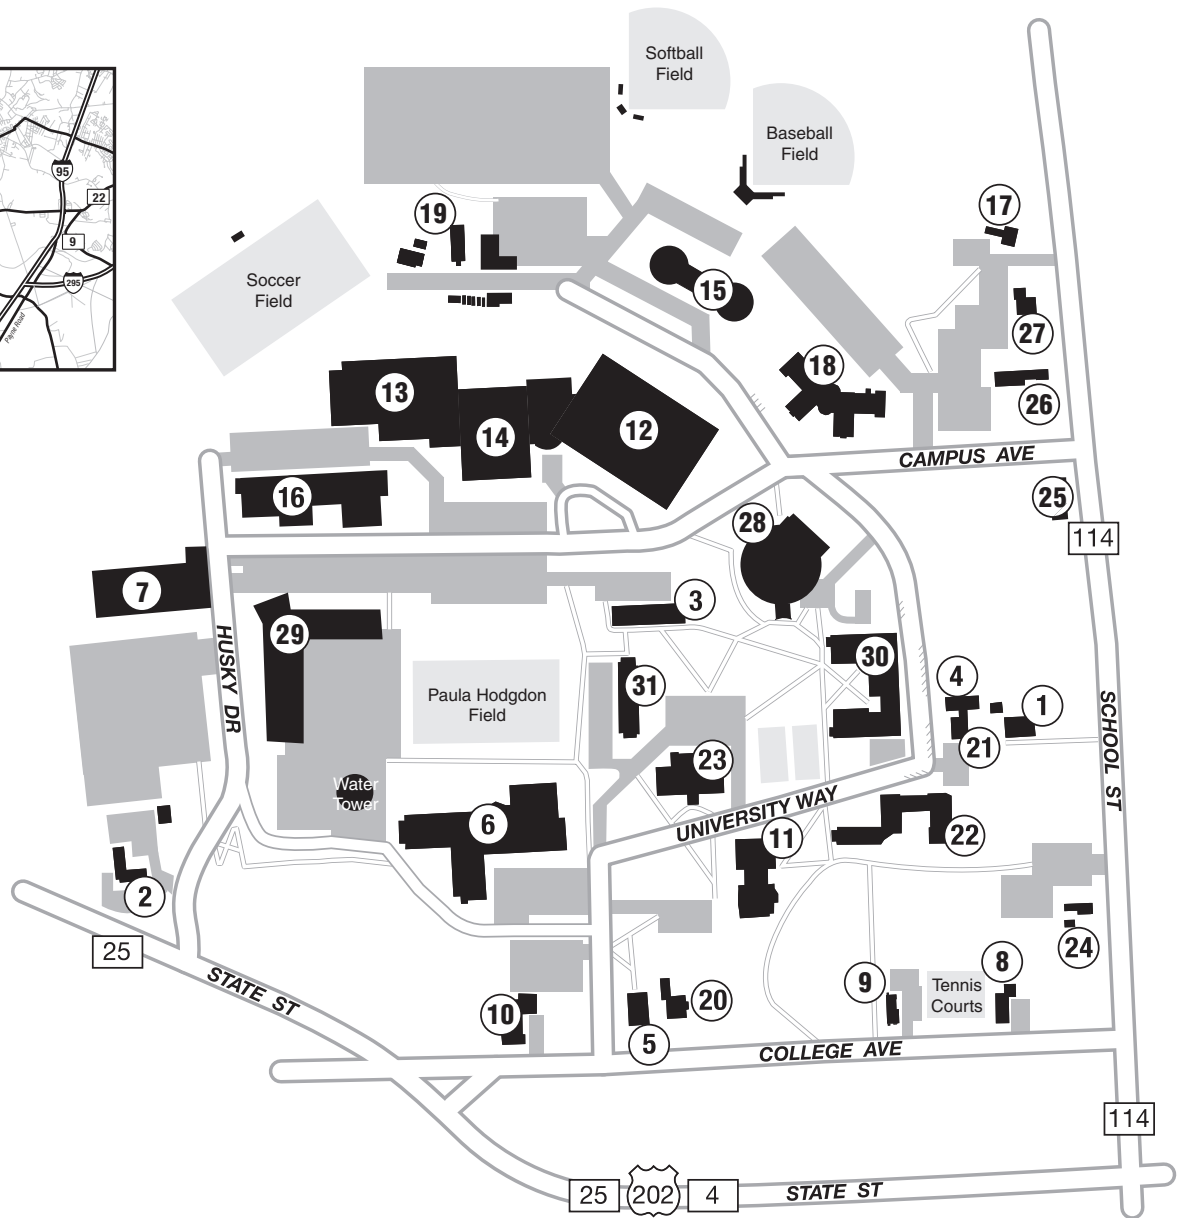 Softball
Field
Baseball
Field
95
22
9
295
Payne Road
19
17
Soccer
Field
15
27
18
13
26
12
14
CAMPUS AVE
16
25
28
114
7
3
29
HUSKY DR
30
31
4
1
Paula Hodgdon
Field
21
SCHOOL ST
23
Water
Tower
UNIVERSITY WAY
6
11
22
2
25
24
STATE ST
8
9
Tennis
Courts
20
10
5
COLLEGE AVE
114
25
202
4
STATE ST